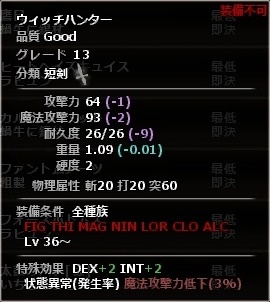 装備不可
ウィッチハンター
品質 Good
グレード 13
分類 短剣
攻撃力 64 (-1)
魔法攻撃力 93 (-2)
耐久度 26/26 (-9)
重量 1.09 (-0.01)
硬度 2
物理属性 斬20 打20 突60
装備条件 全種族
FIG THI MAG NIN LOR CLO ALC
Lv 36～
特殊効果 DEX+2 INT+2
状態異常(発生率) 魔法攻撃力低下(3%)